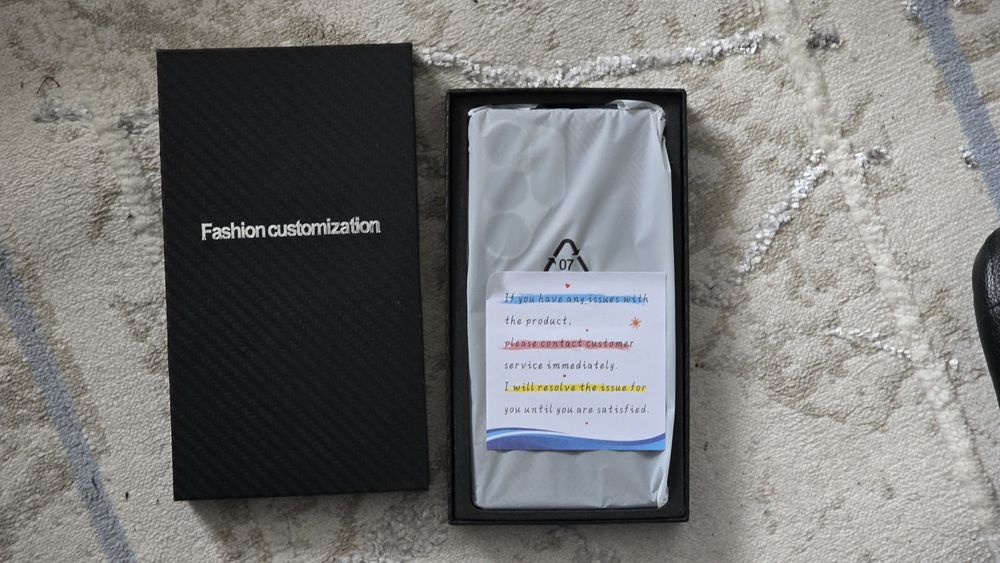 Fashion customization
07
If you have any issues with
the product,
please contact customer
service immediately.
I will resolve the issue for
you until you are satisfied.